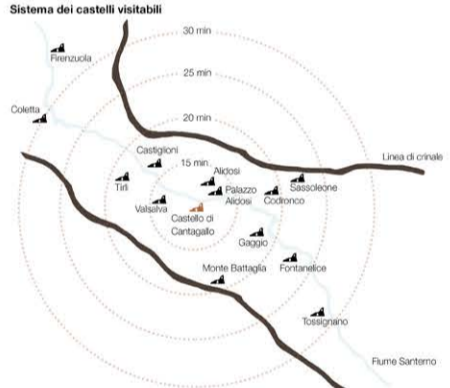 Sistema dei castelli visitabili
30 min
Firenzuola
25 min
Coletta
20 min
Castiglioni
Linea di crinale
15 min
Alidosi
Tirli
Palazzo
Alidosi
Codronco
Sassoleone
Valsalva
Castello di
Cantagallo
Gaggio
Monte Battaglia
Fontanelice
Tossignano
Fiume Santerno